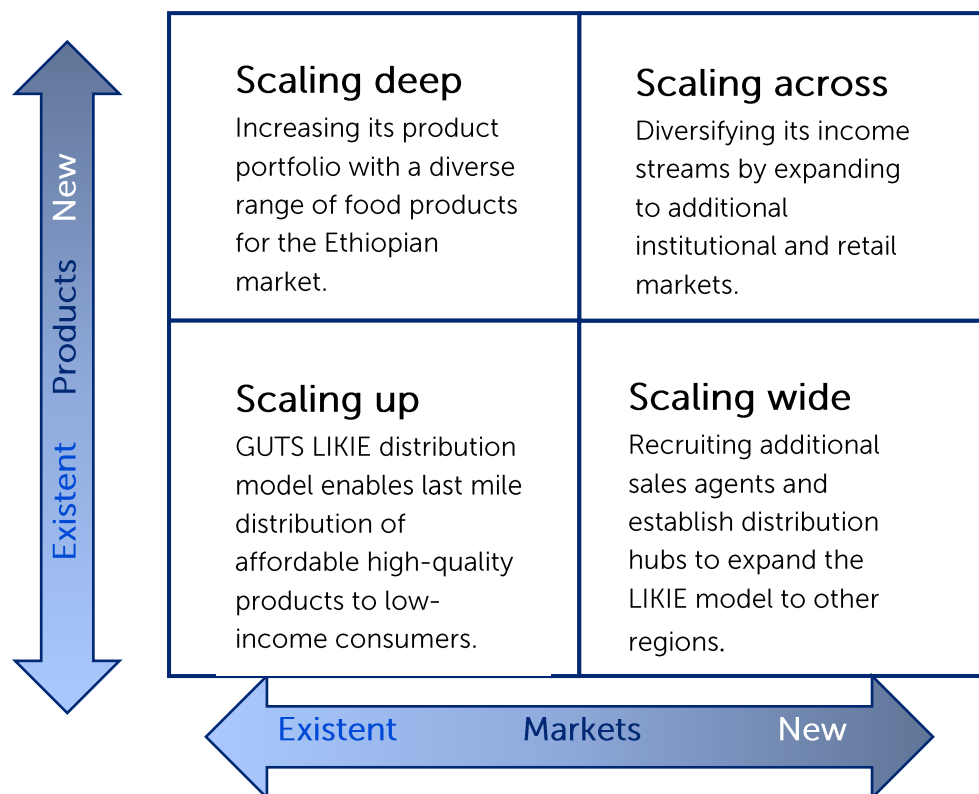 Scaling deep
Increasing its product
portfolio with a diverse
range of food products
for the Ethiopian
market.
Scaling across
Diversifying its income
streams by expanding
to additional
institutional and retail
markets.
Scaling up
GUTS LIKIE distribution
model enables last mile
distribution of
affordable high-quality
products to low-
income consumers.
Scaling wide
Recruiting additional
sales agents and
establish distribution
hubs to expand the
LIKIE model to other
regions.
Existent Products New
Existent Markets New